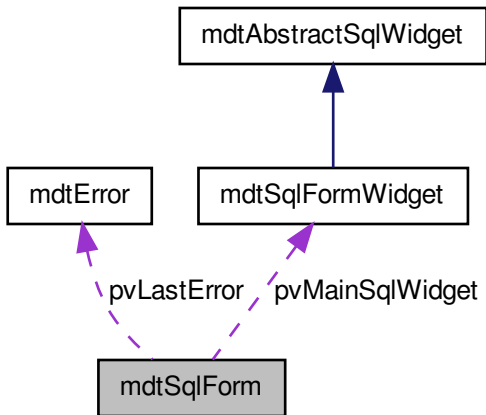 mdtAbstractSqlWidget
mdtError
mdtSqlFormWidget
pvLastError
pvMainSqlWidget
mdtSqlForm